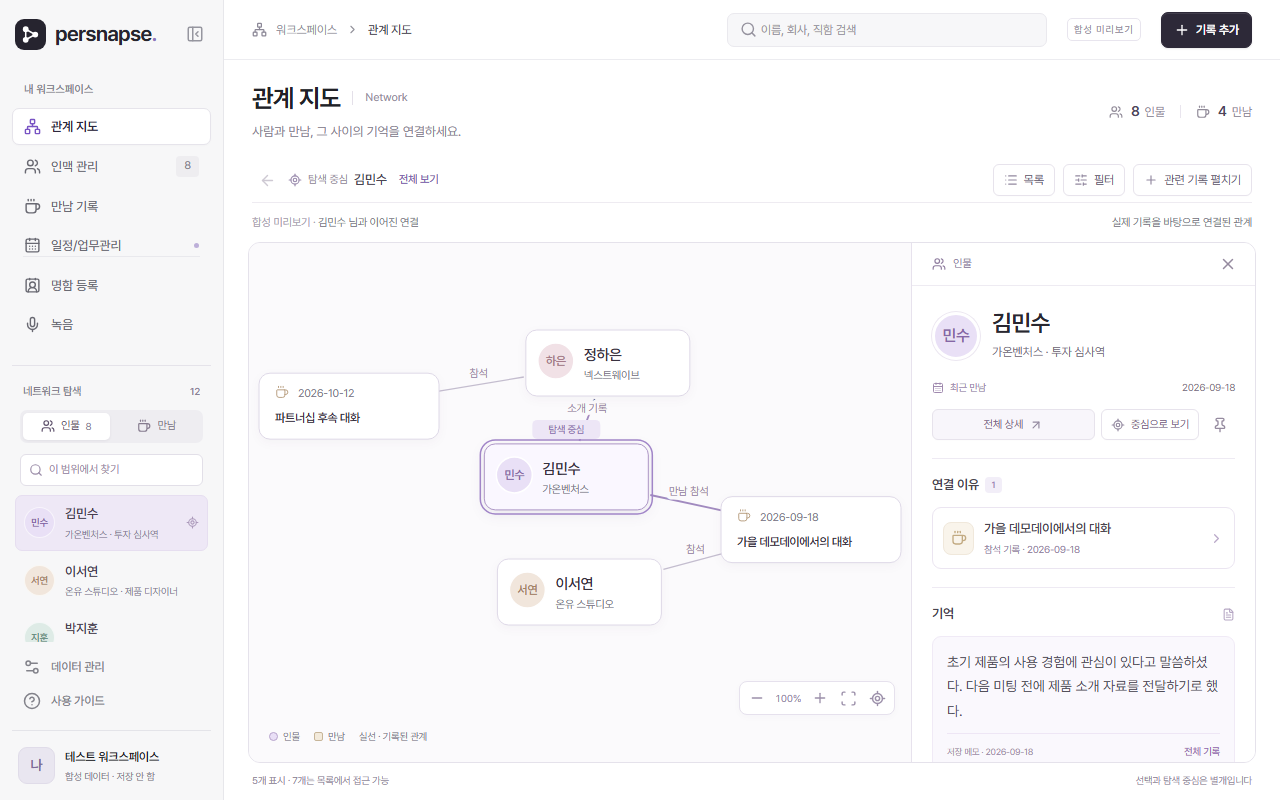 persnapse.
내 워크스페이스
관계 지도
인맥 관리 8
만남 기록
일정/업무관리
명함 등록
녹음
네트워크 탐색 12
인물 8 만남
이 범위에서 찾기
민수 김민수
가온벤처스 · 투자 심사역
서연 이서연
온유 스튜디오 · 제품 디자이너
지훈 박지훈
데이터 관리
사용 가이드
나 테스트 워크스페이스
합성 데이터 · 저장 안 함
워크스페이스 관계 지도
이름, 회사, 직함 검색
합성 미리보기
기록 추가
관계 지도 Network
사람과 만남, 그 사이의 기억을 연결하세요.
8 인물 4 만남
탐색 중심 김민수 전체 보기
목록 필터 관련 기록 펼치기
합성 미리보기 · 김민수 님과 이어진 연결
실제 기록을 바탕으로 연결된 관계
하은 정하은
넥스트웨이브
참석
2026-10-12
파트너십 후속 대화
소개 기록
탐색 중심
민수 김민수
가온벤처스
만남 참석
2026-09-18
가을 데모데이에서의 대화
참석
서연 이서연
온유 스튜디오
100%
인물 만남 실선 · 기록된 관계
인물
민수 김민수
가온벤처스 · 투자 심사역
최근 만남 2026-09-18
전체 상세 중심으로 보기
연결 이유 1
가을 데모데이에서의 대화
참석 기록 · 2026-09-18
기억
초기 제품의 사용 경험에 관심이 있다고 말씀하셨
다. 다음 미팅 전에 제품 소개 자료를 전달하기로 했
다.
저장 메모 · 2026-09-18 전체 기록
5개 표시 · 7개는 목록에서 접근 가능
선택과 탐색 중심은 별개입니다